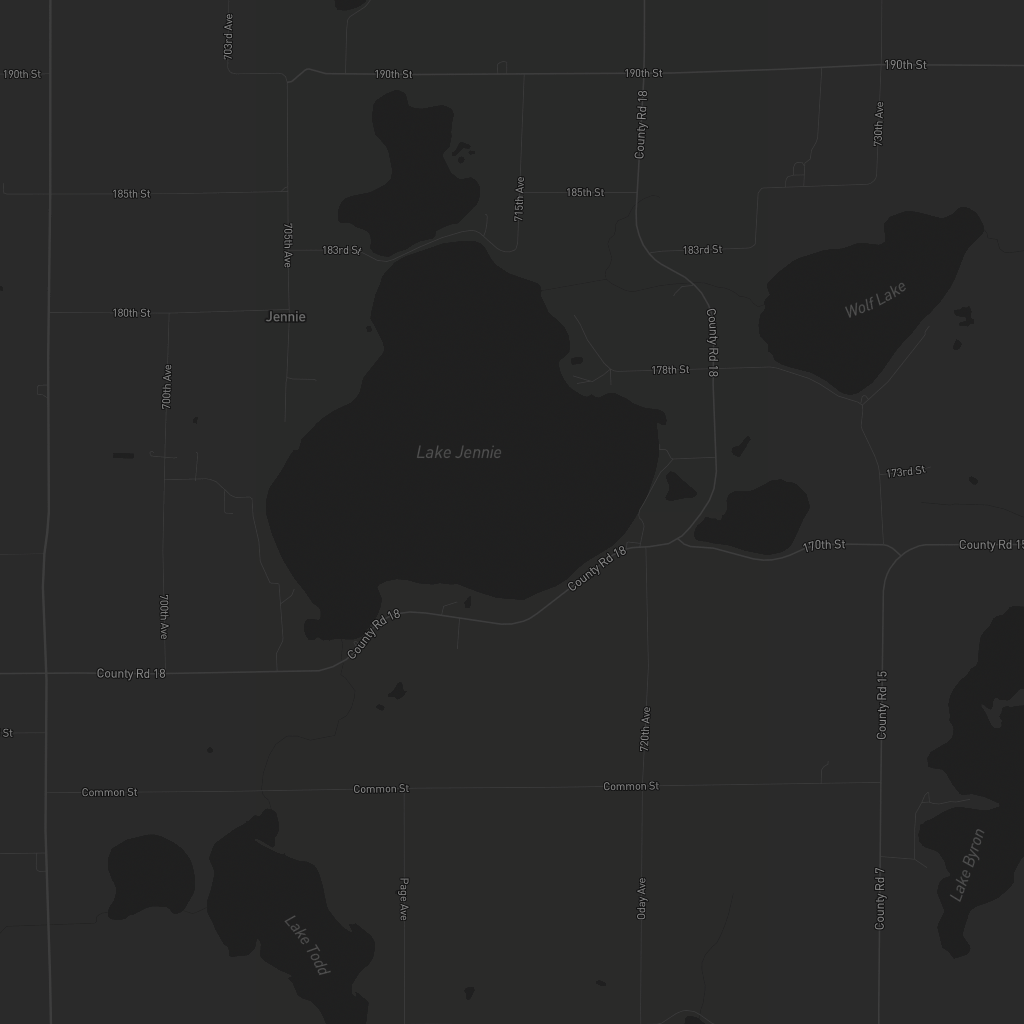 703rd Ave
190th St
190th St
190th St
190th St
County Rd 18
730th Ave
185th St
185th St
715th Ave
705th Ave
183rd St
183rd St
Wolf Lake
180th St
Jennie
County Rd 18
178th St
700th Ave
Lake Jennie
173rd St
170th St
County Rd 15
County Rd 18
700th Ave
County Rd 18
County Rd 18
County Rd 15
720th Ave
St
Common St
Common St
Common St
Lake Byron
Page Ave
Oday Ave
County Rd 7
Lake Todd